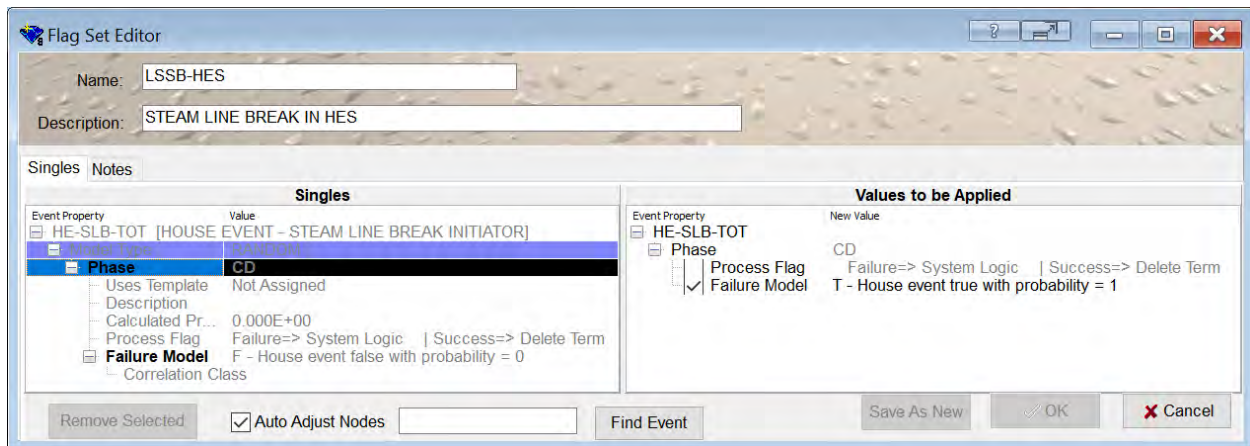 Flag Set Editor
Name: LSSB-HES
Description: STEAM LINE BREAK IN HES
Singles Notes
Singles
Event Property Value
HE-SLB-TOT [HOUSE EVENT - STEAM LINE BREAK INITIATOR]
Phase CD
Uses Template Not Assigned
Description
Calculated Pr... 0.000E+00
Process Flag Failure=> System Logic | Success=> Delete Term
Failure Model F - House event false with probability = 0
Correlation Class
Values to be Applied
Event Property New Value
HE-SLB-TOT
Phase CD
Process Flag Failure=> System Logic | Success=> Delete Term
Failure Model T - House event true with probability = 1
Remove Selected Auto Adjust Nodes Find Event Save As New OK Cancel